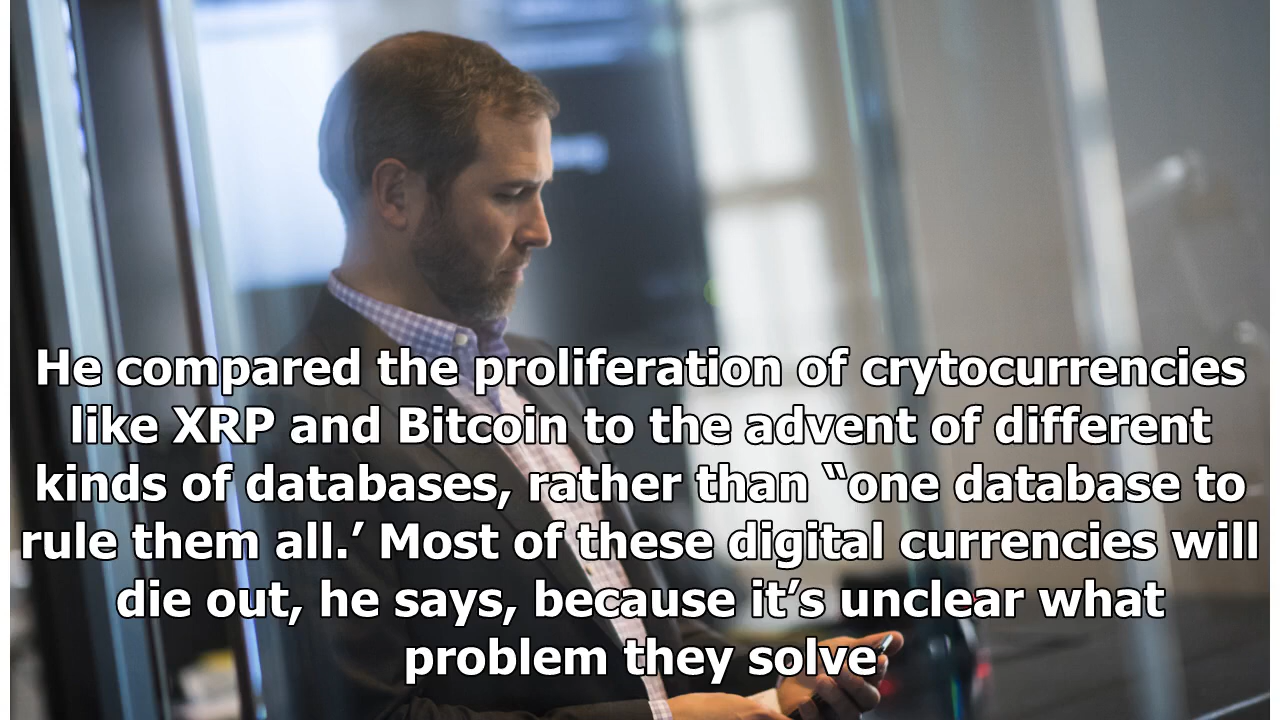 He compared the proliferation of crytocurrencies
like XRP and Bitcoin to the advent of different
kinds of databases, rather than “one database to
rule them all.’ Most of these digital currencies will
die out, he says, because it’s unclear what
problem they solve